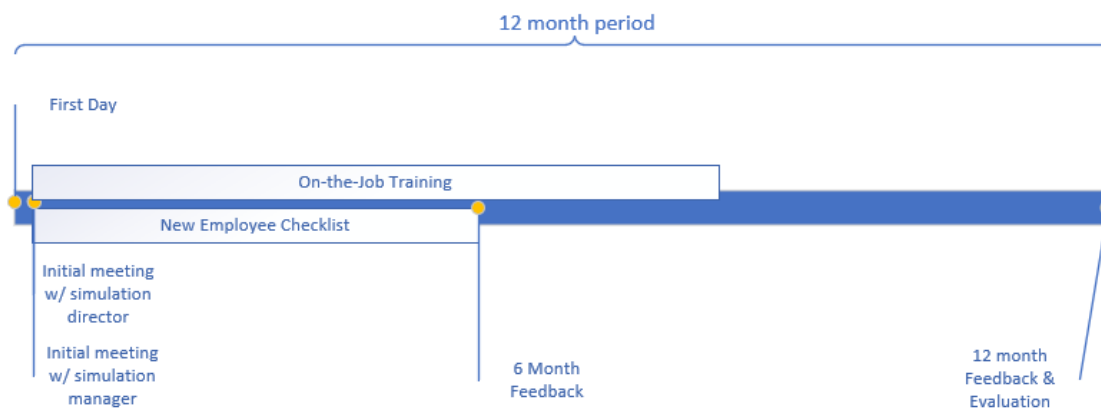 12 month period
First Day
On-the-Job Training
New Employee Checklist
Initial meeting
w/ simulation
director
Initial meeting
w/ simulation
manager
6 Month
Feedback
12 month
Feedback &
Evaluation